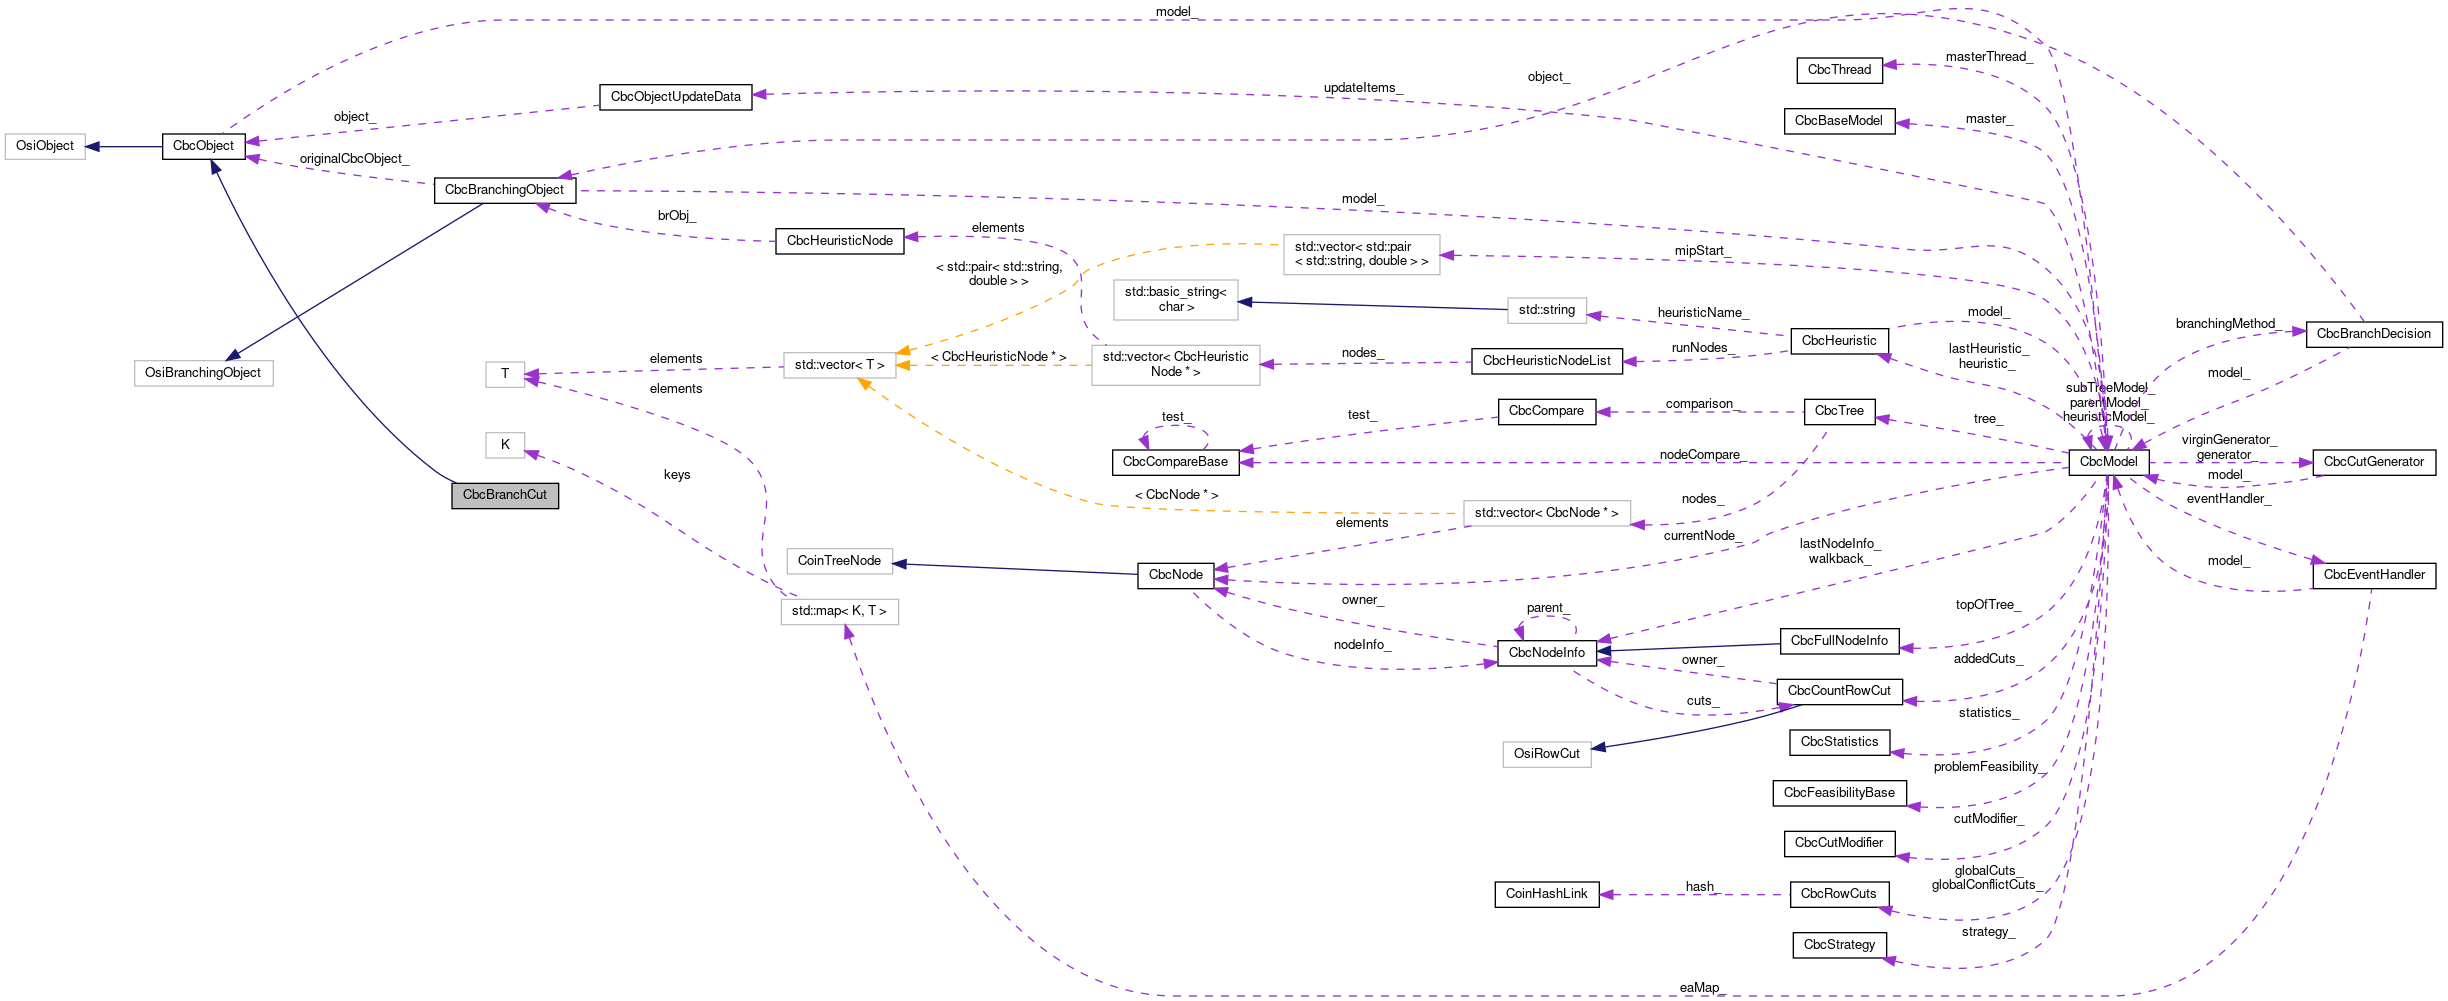 model_
masterThread_
CbcThread
object_
updateItems_
CbcObjectUpdateData
object_
CbcBaseModel
master_
OsiObject
CbcObject
originalCbcObject_
CbcBranchingObject
model_
brObj_
CbcHeuristicNode
elements
std::vector< std::pair
< std::string, double > >
mipStart_
< std::pair< std::string,
double > >
std::basic_string<
char >
std::string
heuristicName_
CbcHeuristic
model_
branchingMethod_
CbcBranchDecision
OsiBranchingObject
T
elements
elements
std::vector< T >
< CbcHeuristicNode * >
std::vector< CbcHeuristic
Node * >
nodes_
CbcHeuristicNodeList
runNodes_
lastHeuristic_
heuristic_
model_
subTreeModel_
parentModel_
heuristicModel_
test_
test_
CbcCompare
comparison_
CbcTree
tree_
K
keys
CbcCompareBase
nodeCompare_
CbcModel
virginGenerator_
generator_
CbcCutGenerator
model_
CbcBranchCut
< CbcNode * >
std::vector< CbcNode * >
nodes_
elements
currentNode_
eventHandler_
CoinTreeNode
CbcNode
lastNodeInfo_
walkback_
model_
CbcEventHandler
std::map< K, T >
owner_
parent_
topOfTree_
nodeInfo_
CbcNodeInfo
CbcFullNodeInfo
owner_
addedCuts_
cuts_
CbcCountRowCut
statistics_
OsiRowCut
CbcStatistics
problemFeasibility_
CbcFeasibilityBase
cutModifier_
CbcCutModifier
globalCuts_
globalConflictCuts_
CoinHashLink
hash_
CbcRowCuts
strategy_
CbcStrategy
eaMap_